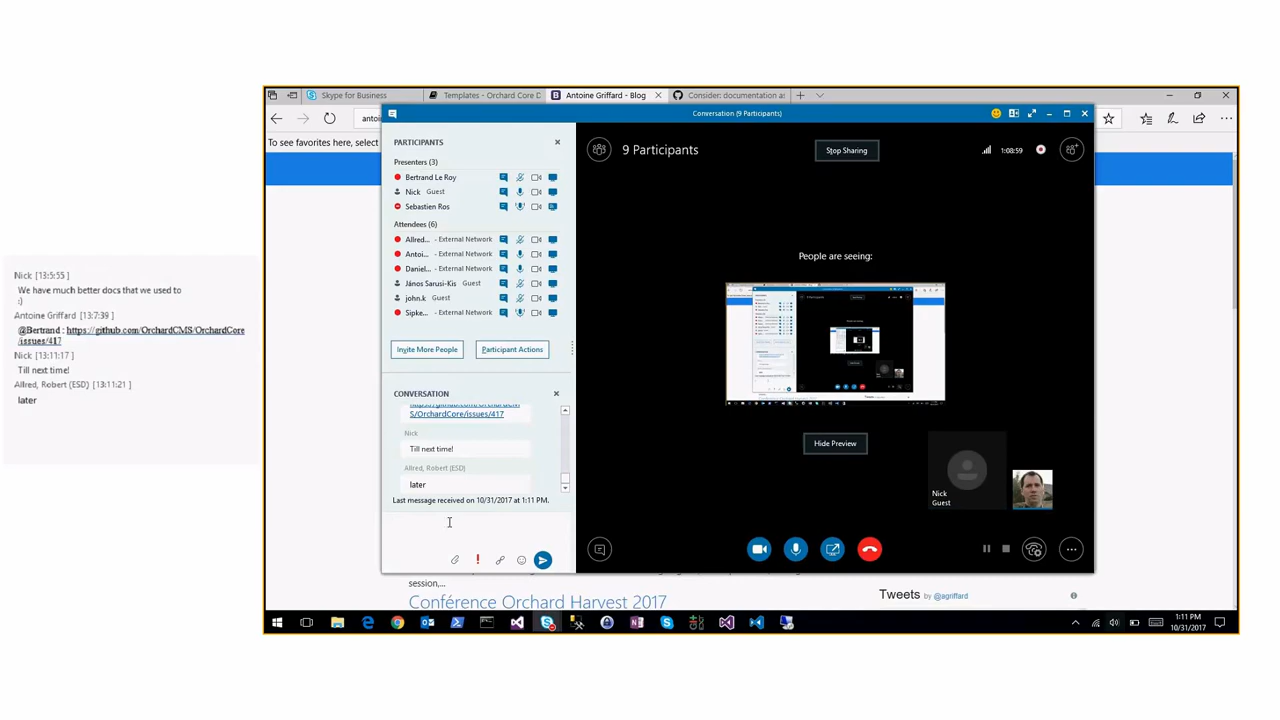 Nick [13:5:55 ]
We have much better docs that we used to
:)
Antoine Griffard [13:7:39 ]
@Bertrand : https://github.com/OrchardCMS/OrchardCore
/issues/417
Nick [13:11:17 ]
Till next time!
Allred, Robert (ESD) [13:11:21 ]
later
Skype for Business
Templates - Orchard Core D
Antoine Griffard - Blog
Consider: documentation as
antoi
To see favorites here, select
Conversation (9 Participants)
PARTICIPANTS
Presenters (3)
Bertrand Le Roy
Nick Guest
Sebastien Ros
Attendees (6)
Allred... - External Network
Antoi... - External Network
Daniel... - External Network
János Sarusi-Kis Guest
john.k Guest
Sipke... - External Network
Invite More People
Participant Actions
CONVERSATION
https://github.com/OrchardCM
S/OrchardCore/issues/417
Nick
Till next time!
Allred, Robert (ESD)
later
Last message received on 10/31/2017 at 1:11 PM.
9 Participants
Stop Sharing
1:08:59
People are seeing:
Hide Preview
Nick
Guest
session,...
Conférence Orchard Harvest 2017
Tweets by @agriffard
1:11 PM
10/31/2017